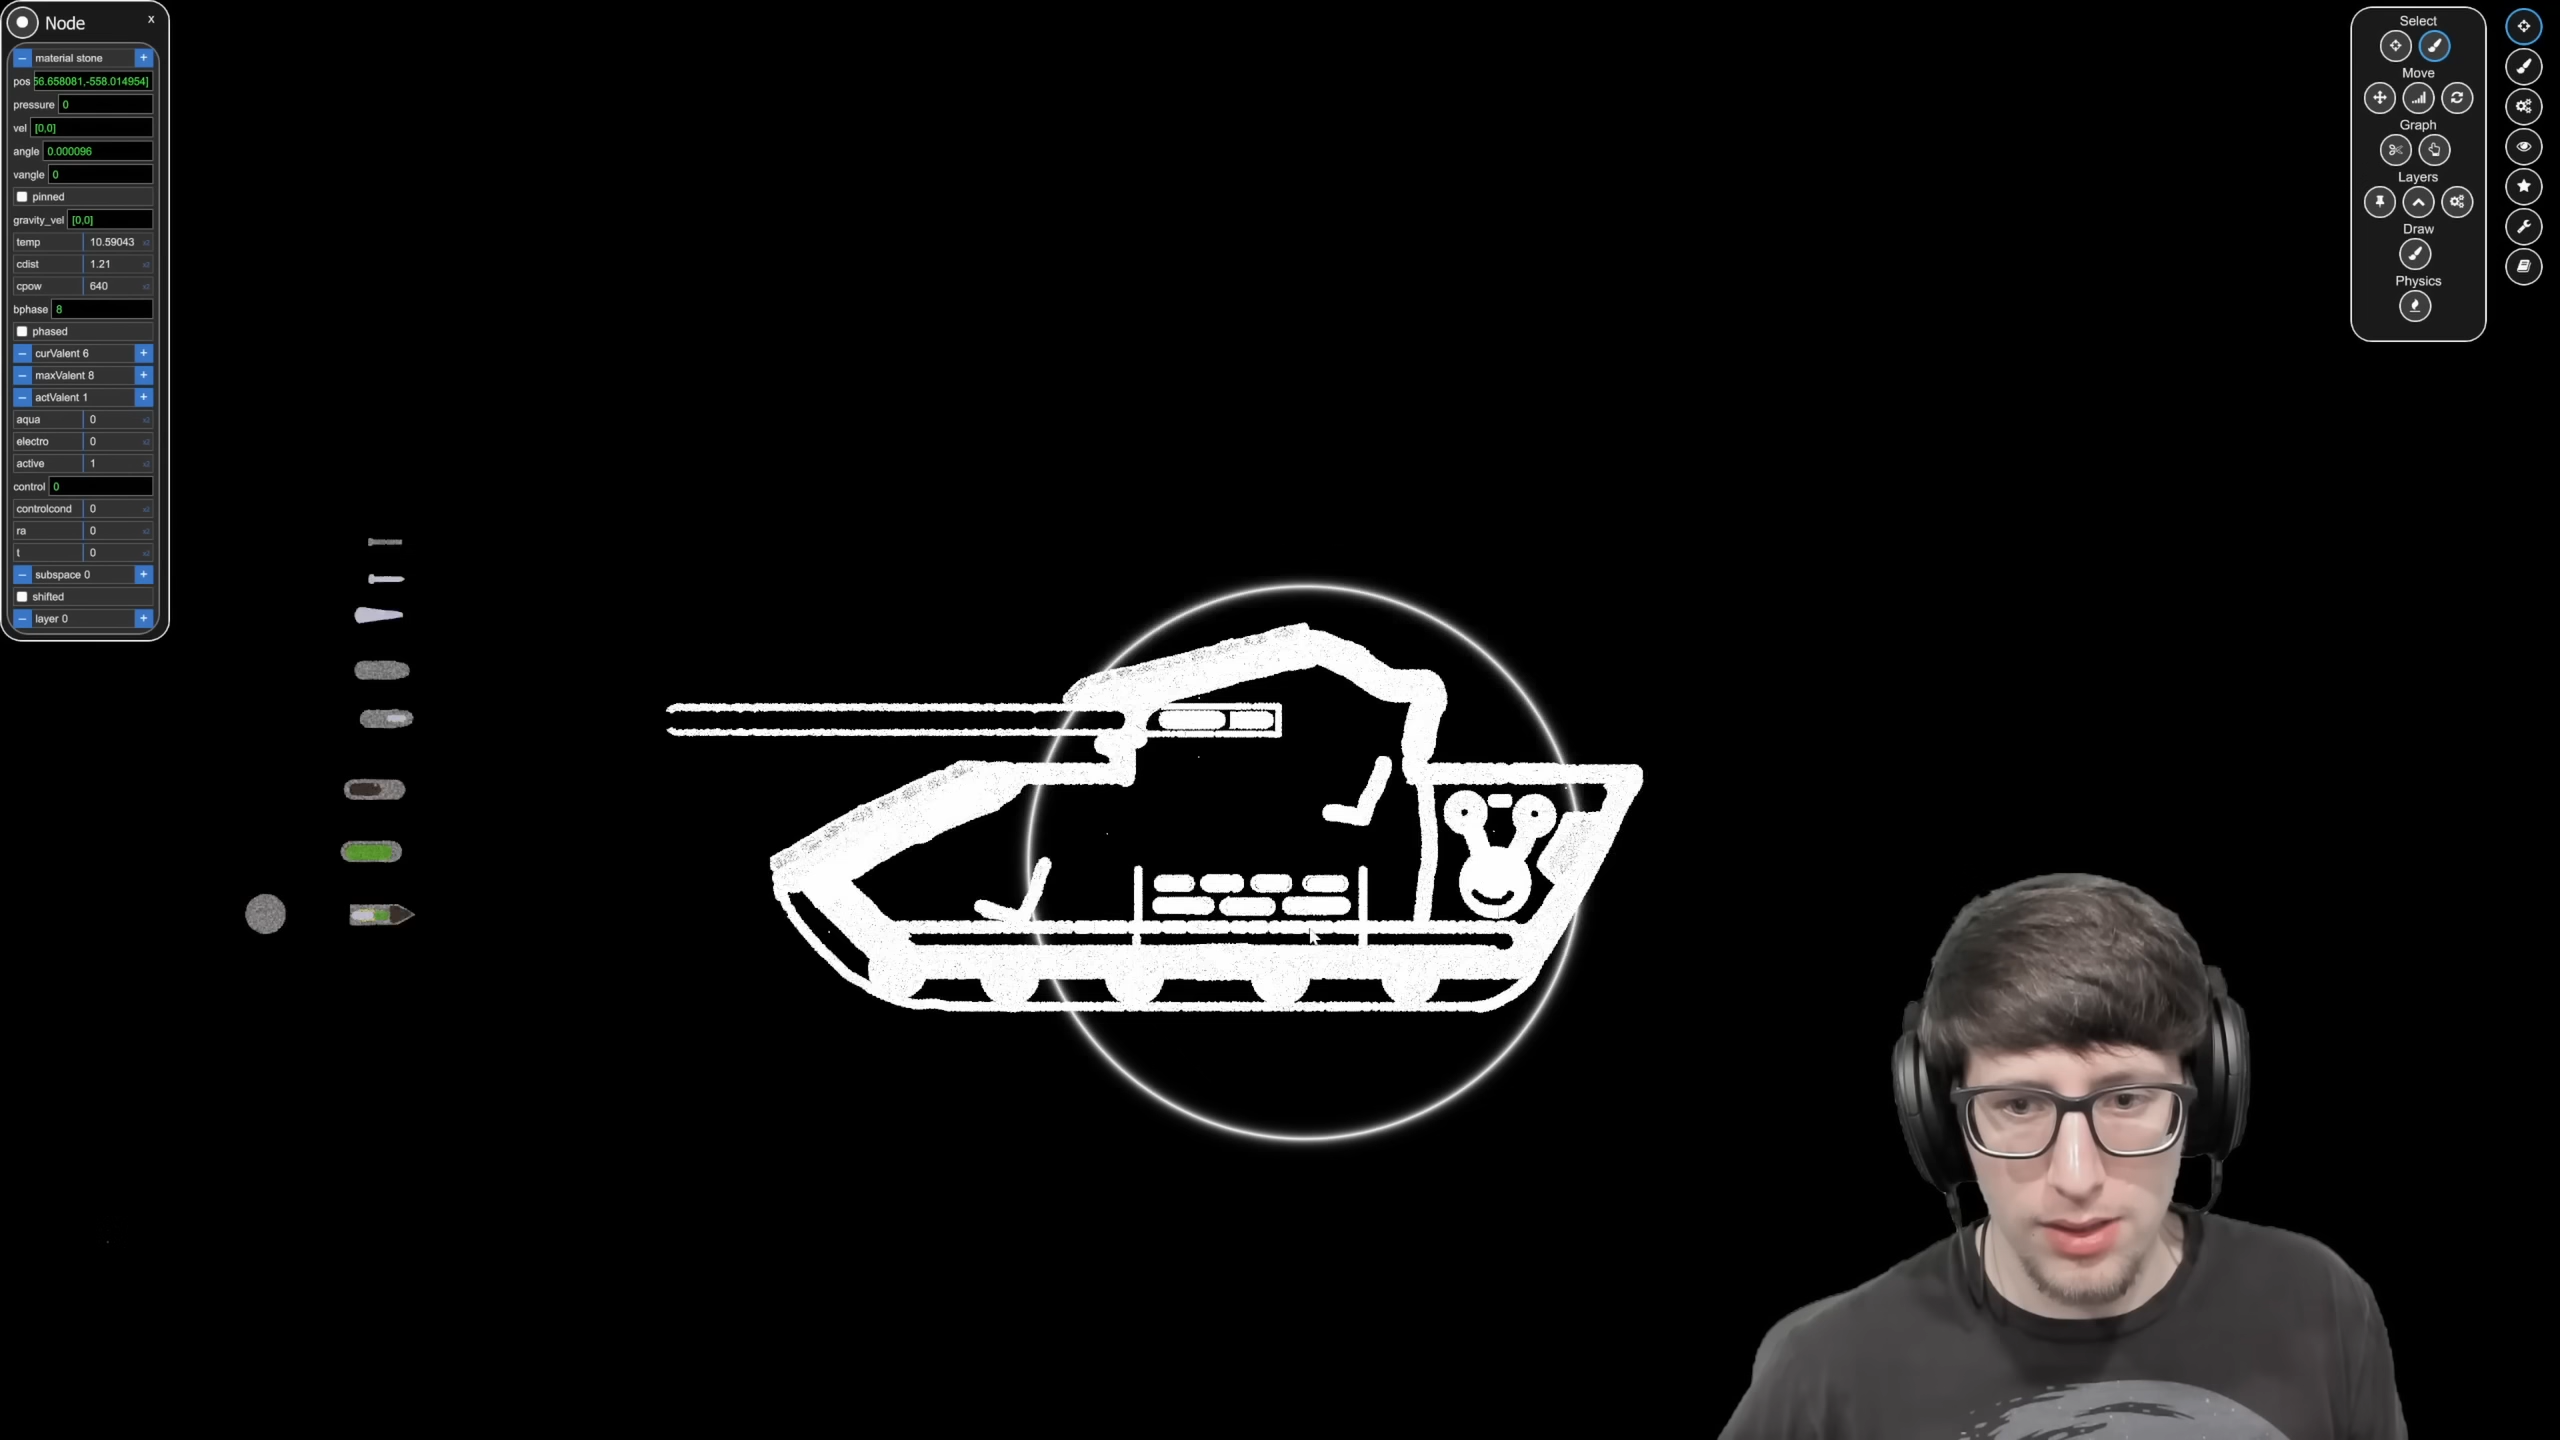 Node
x
− material stone +
pos 56.658081,-558.014954]
pressure 0
vel [0,0]
angle 0.000096
vangle 0
pinned
gravity_vel [0,0]
temp 10.59043
cdist 1.21
cpow 640
bphase 8
phased
− curValent 6 +
− maxValent 8 +
− actValent 1 +
aqua 0
electro 0
active 1
control 0
controlcond 0
ra 0
t 0
− subspace 0 +
shifted
− layer 0 +
Select
Move
Graph
Layers
Draw
Physics